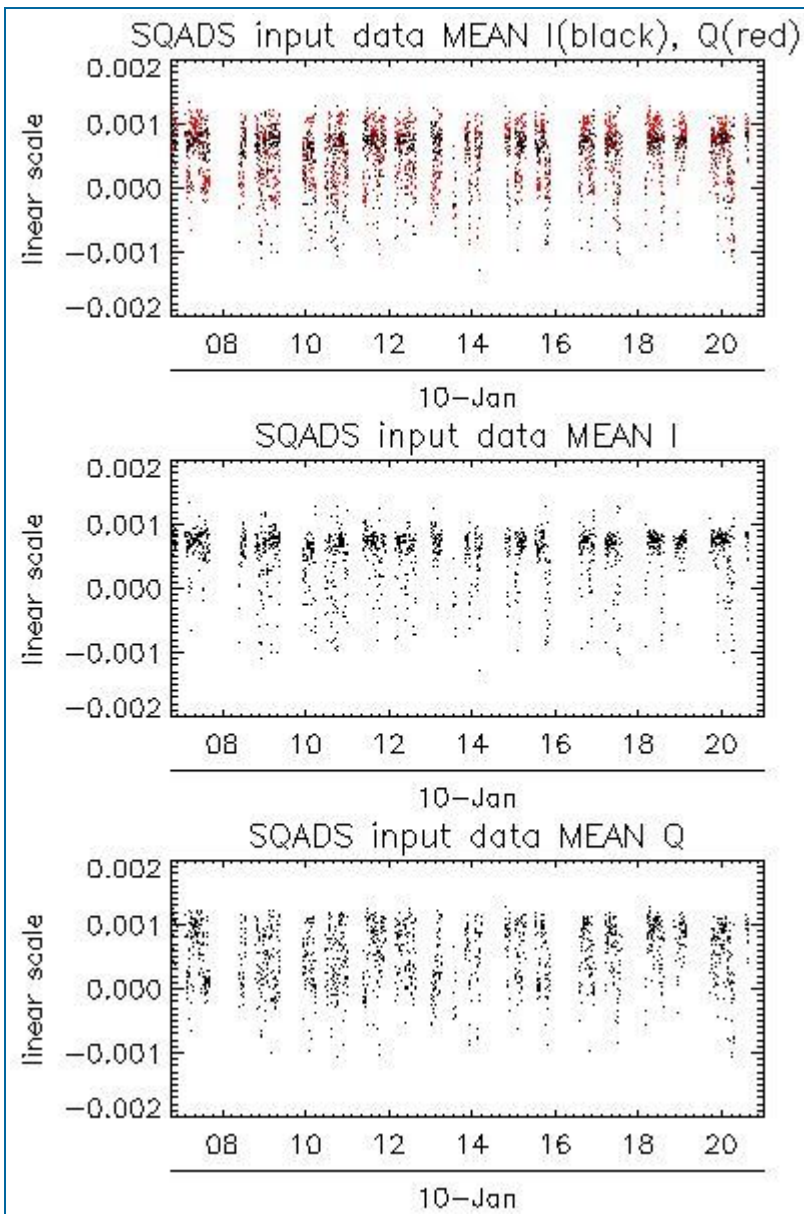 SQADS input data MEAN I(black), Q(red)
linear scale
0.002
0.001
0.000
-0.001
-0.002
08 10 12 14 16 18 20
10-Jan
SQADS input data MEAN I
linear scale
0.002
0.001
0.000
-0.001
-0.002
08 10 12 14 16 18 20
10-Jan
SQADS input data MEAN Q
linear scale
0.002
0.001
0.000
-0.001
-0.002
08 10 12 14 16 18 20
10-Jan